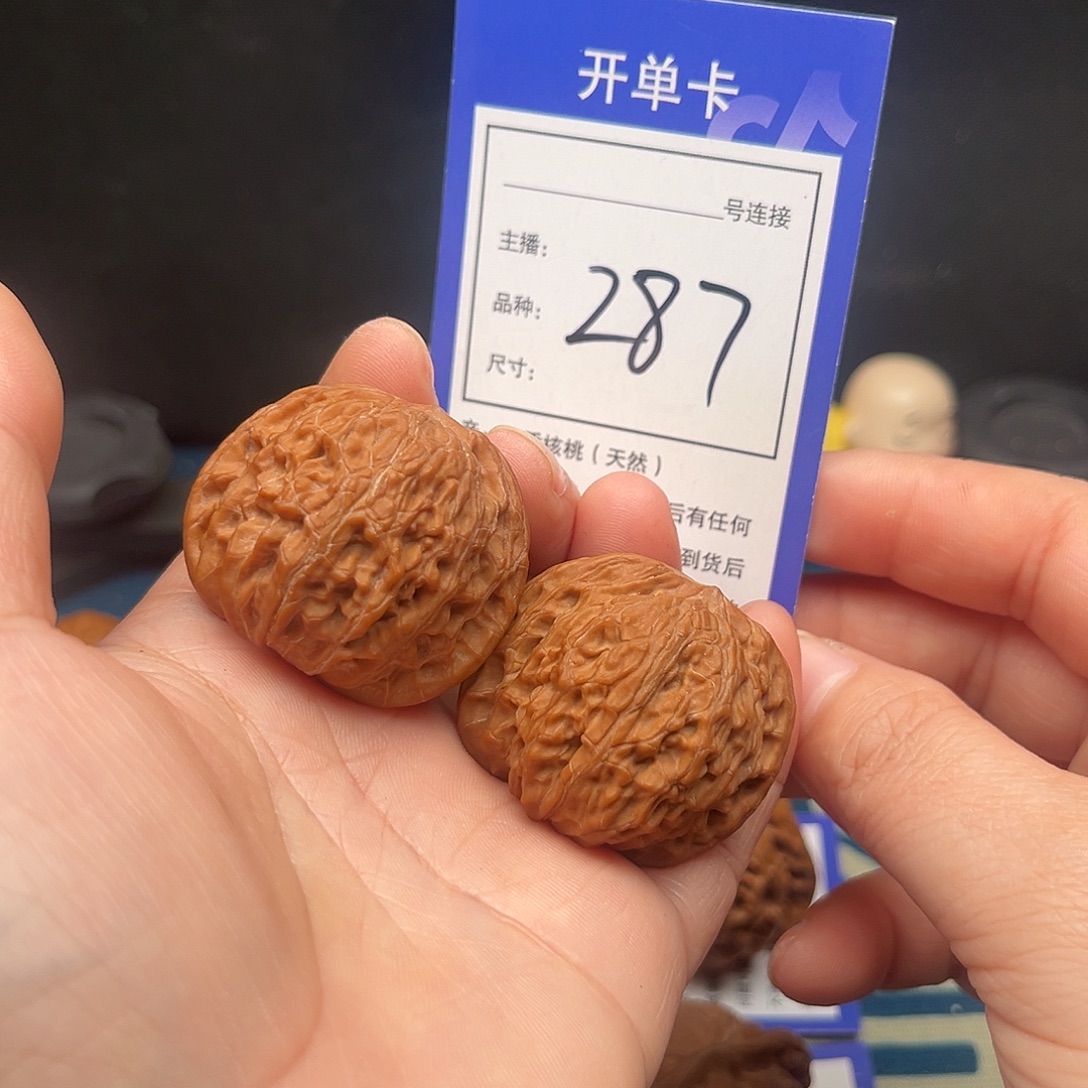 开单卡
号连接
主播:
287
品种:
尺寸:
核桃（天然）
后有任何
到货后